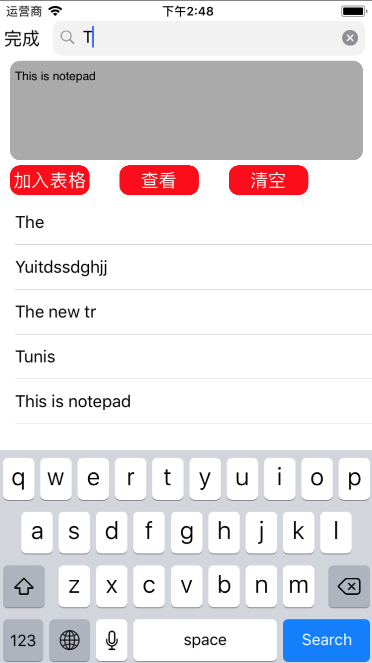 运营商 下午2:48
完成 T
This is notepad
加入表格 查看 清空
The
Yuitdssdghjj
The new tr
Tunis
This is notepad
q w e r t y u i o p
a s d f g h j k l
z x c v b n m
123 space Search